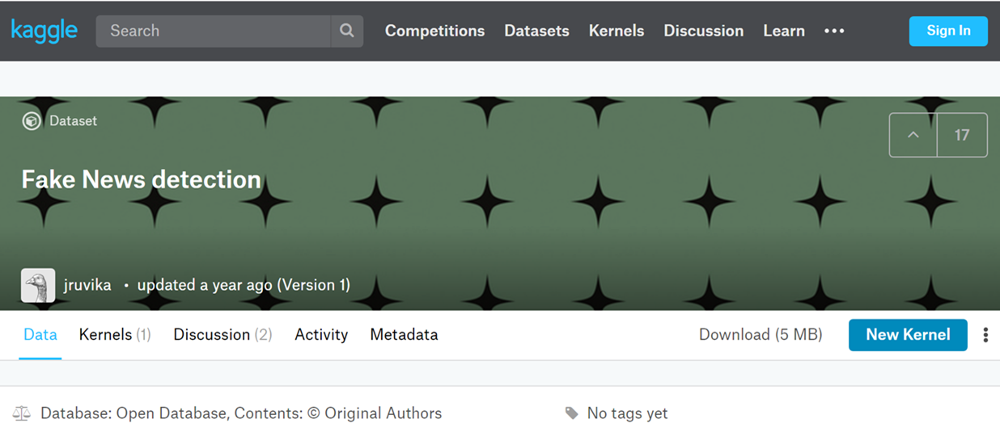 kaggle Search Competitions Datasets Kernels Discussion Learn ••• Sign In
Dataset
17
Fake News detection
jruvika • updated a year ago (Version 1)
Data Kernels (1) Discussion (2) Activity Metadata Download (5 MB) New Kernel
Database: Open Database, Contents: © Original Authors No tags yet